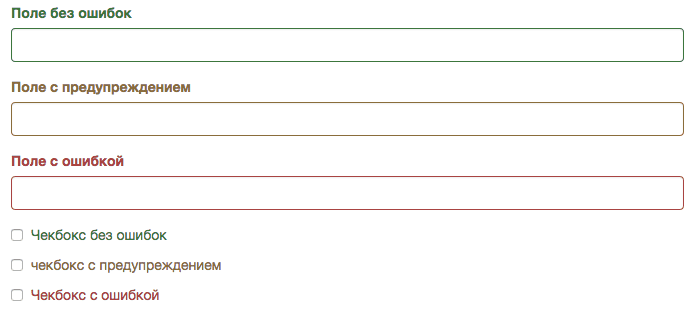 Поле без ошибок
Поле с предупреждением
Поле с ошибкой
Чекбокс без ошибок
чекбокс с предупреждением
Чекбокс с ошибкой